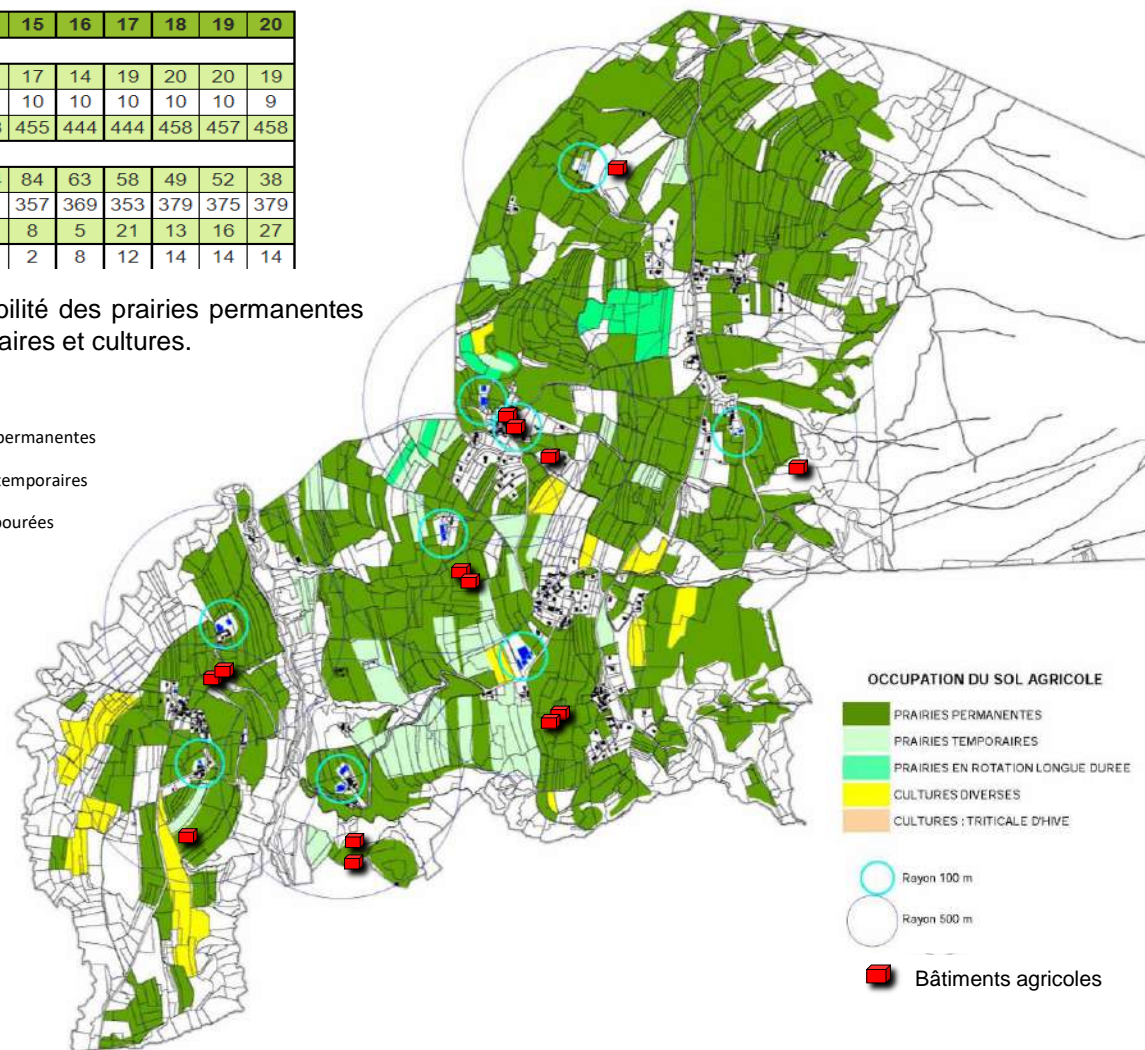 15 16 17 18 19 20
17 14 19 20 20 19
10 10 10 10 10 9
455 444 444 458 457 458
84 63 58 49 52 38
357 369 353 379 375 379
8 5 21 13 16 27
2 8 12 14 14 14
des prairies permanentes
et cultures.
permanentes
temporaires
OCCUPATION DU SOL AGRICOLE
PRAIRIES PERMANENTES
PRAIRIES TEMPORAIRES
PRAIRIES EN ROTATION LONGUE DUREE
CULTURES DIVERSES
CULTURES : TRITICALE D'HIVE
Rayon 100 m
Rayon 500 m
Bâtiments agricoles